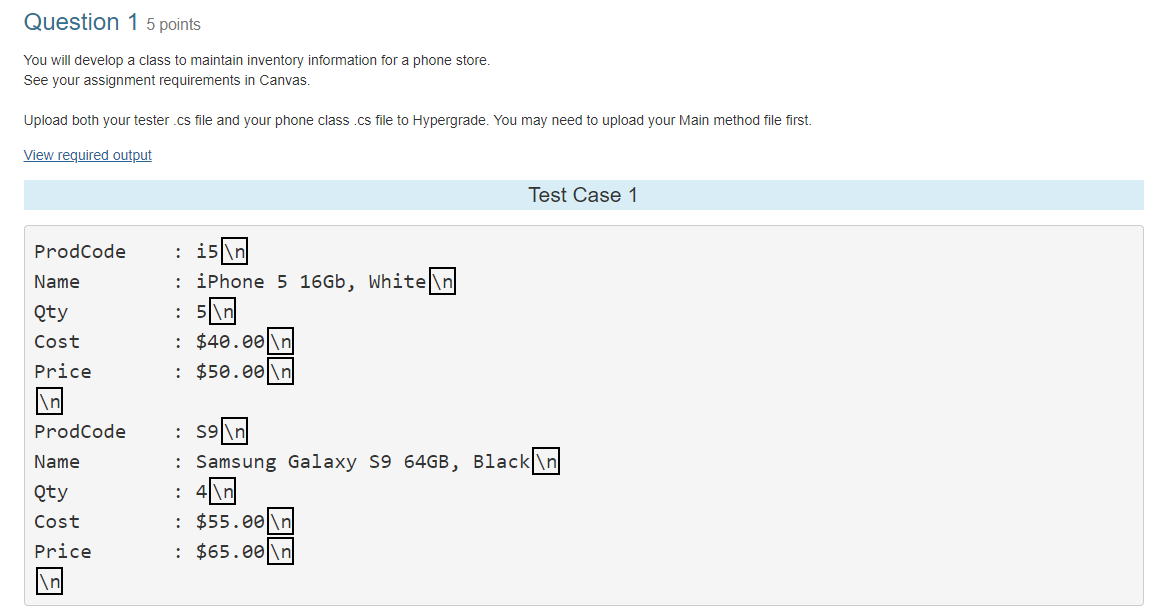 Question 1 5 points
You will develop a class to maintain inventory information for a phone store.
See your assignment requirements in Canvas.
Upload both your tester .cs file and your phone class .cs file to Hypergrade. You may need to upload your Main method file first.
View required output
Test Case 1
ProdCode    : i5\n
Name        : iPhone 5 16Gb, White\n
Qty         : 5\n
Cost        : $40.00\n
Price       : $50.00\n
\n
ProdCode    : S9\n
Name        : Samsung Galaxy S9 64GB, Black\n
Qty         : 4\n
Cost        : $55.00\n
Price       : $65.00\n
\n